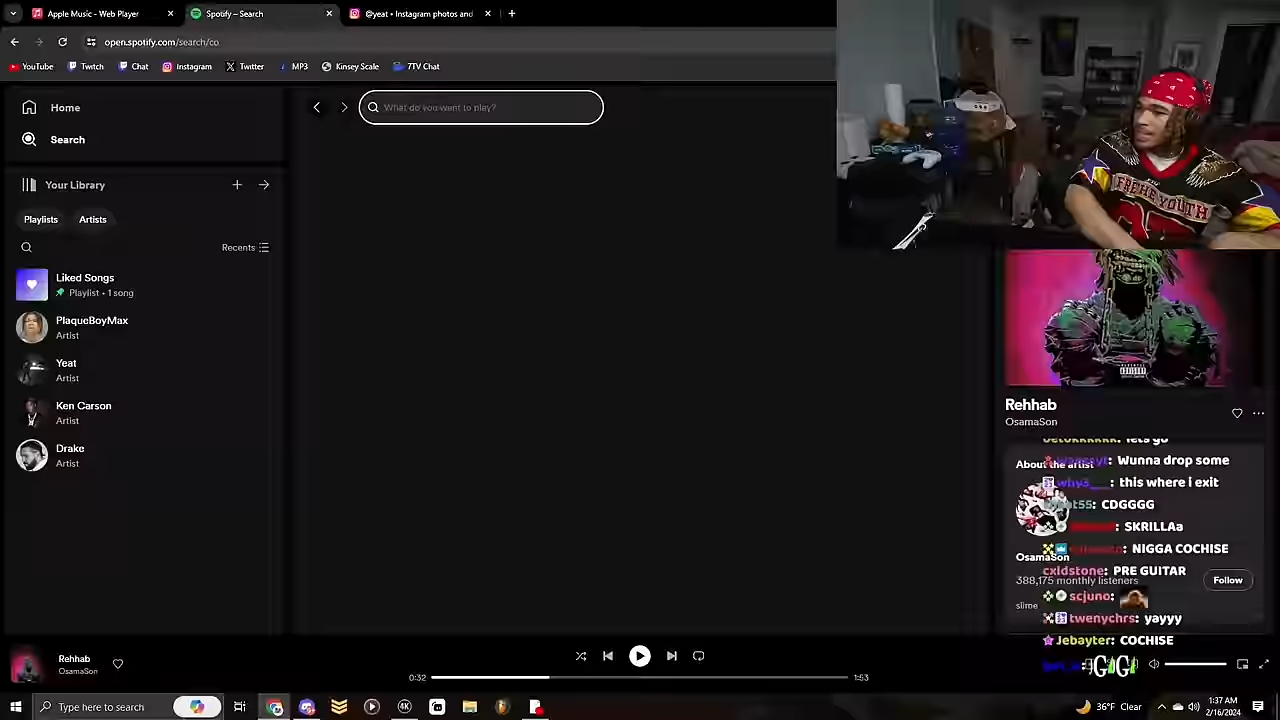 Apple Music - Web Player
Spotify – Search
@yeat • Instagram photos and
open.spotify.com/search/co
YouTube
Twitch
Chat
Instagram
Twitter
MP3
Kinsey Scale
7TV Chat
Home
Search
What do you want to play?
Your Library
Playlists
Artists
Recents
Liked Songs
Playlist • 1 song
PlaqueBoyMax
Artist
Yeat
Artist
Ken Carson
Artist
Drake
Artist
YOUTH
Rehhab
OsamaSon
: lets go
About the artist
: Wunna drop some
why3___: this where i exit
: CDGGGG
: SKRILLAa
: NIGGA COCHISE
OsamaSon
cxldstone: PRE GUITAR
388,175 monthly listeners
Follow
scjuno:
slime
twenychrs: yayyy
Jebayter: COCHISE
GiGi
Rehhab
OsamaSon
0:32
1:53
Type here to search
4K
36°F Clear
1:37 AM
2/16/2024